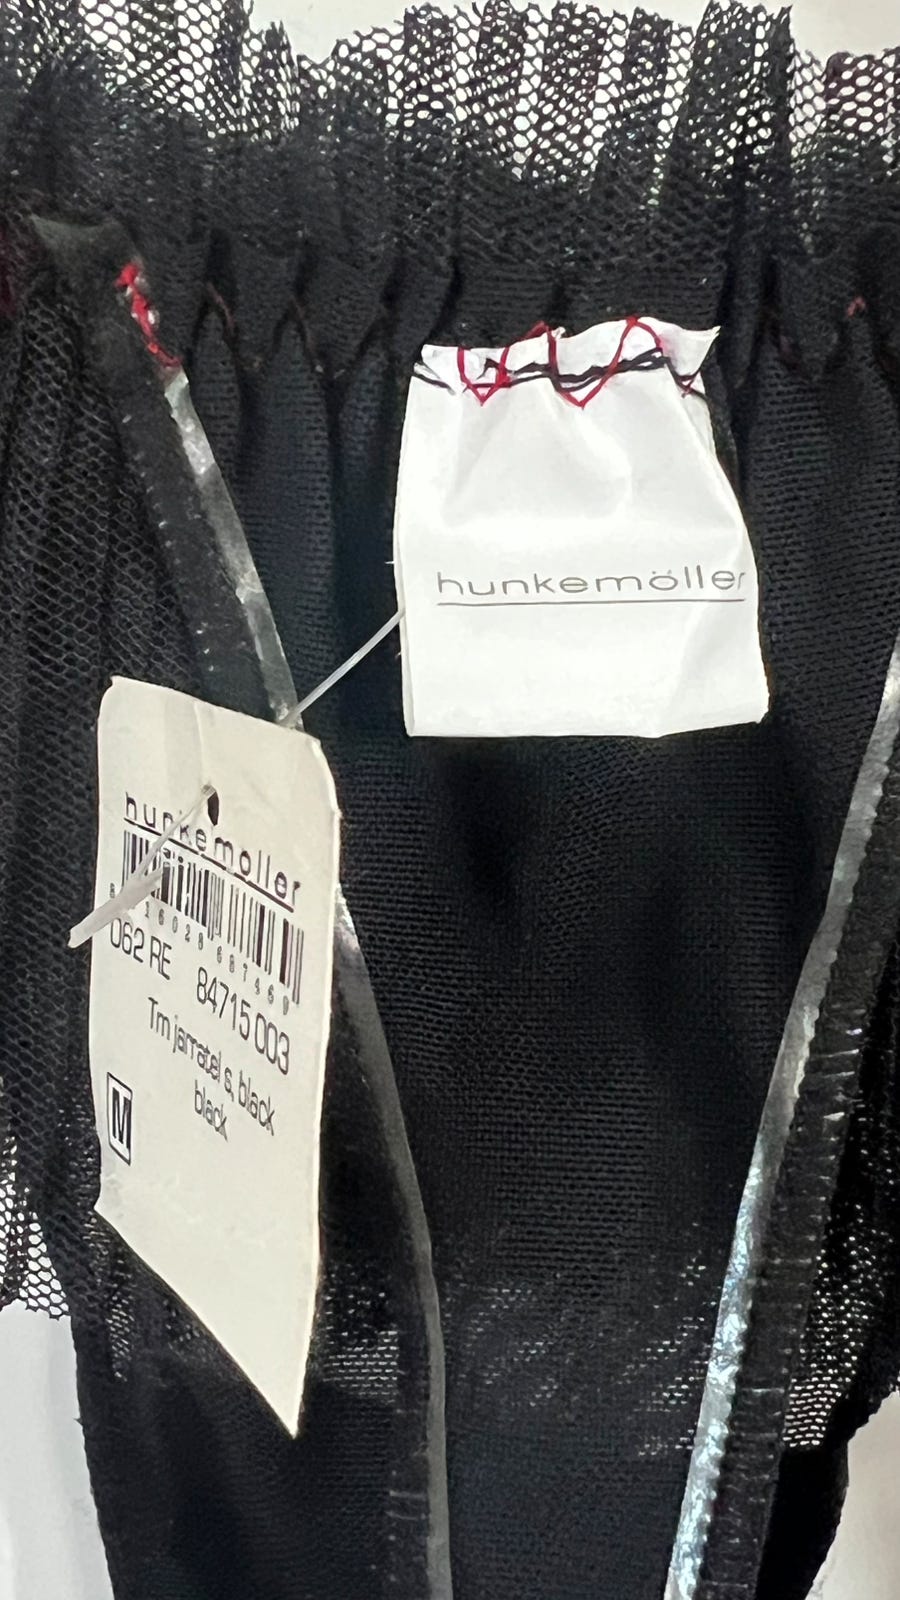 hunkemöller
hunkemöller
062 RE 84715 003
Tm jarratel s, black
black
M